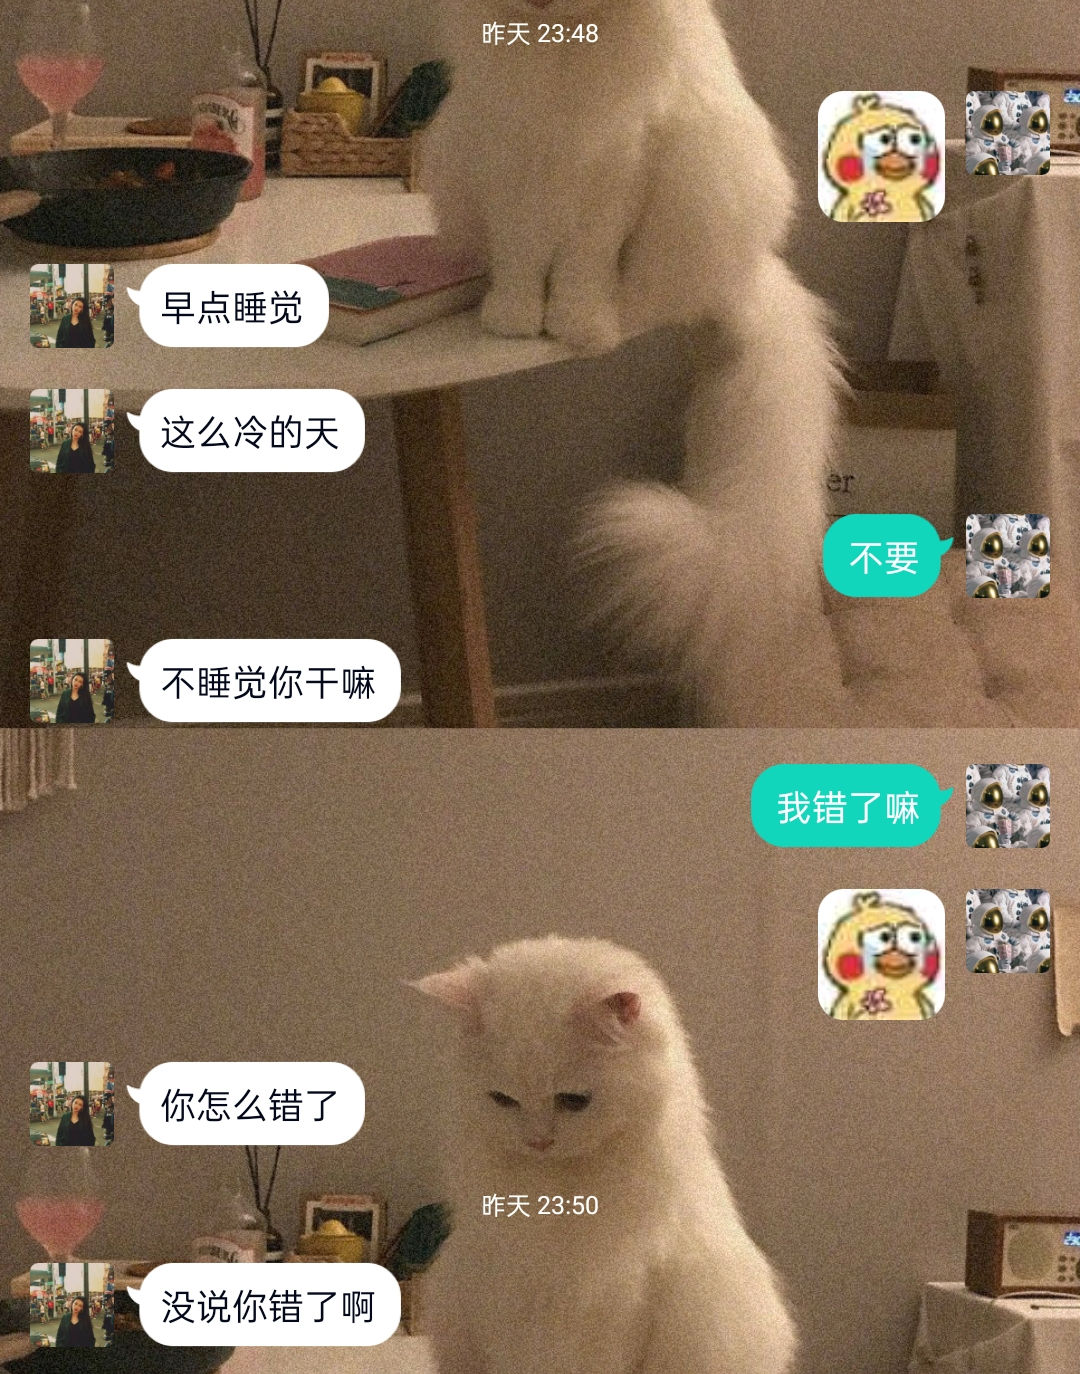 昨天 23:48
早点睡觉
这么冷的天
er
不要
不睡觉你干嘛
我错了嘛
你怎么错了
昨天 23:50
没说你错了啊